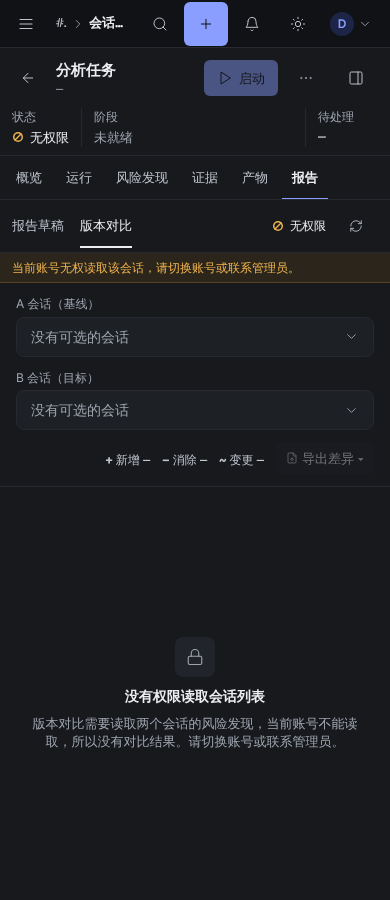 #. 会话...
D
分析任务
–
启动
状态
无权限
阶段
未就绪
待处理
–
概览 运行 风险发现 证据 产物 报告
报告草稿 版本对比 无权限
当前账号无权读取该会话，请切换账号或联系管理员。
A 会话（基线）
没有可选的会话
B 会话（目标）
没有可选的会话
+ 新增 – − 消除 – ~ 变更 – 导出差异
没有权限读取会话列表
版本对比需要读取两个会话的风险发现，当前账号不能读
取，所以没有对比结果。请切换账号或联系管理员。